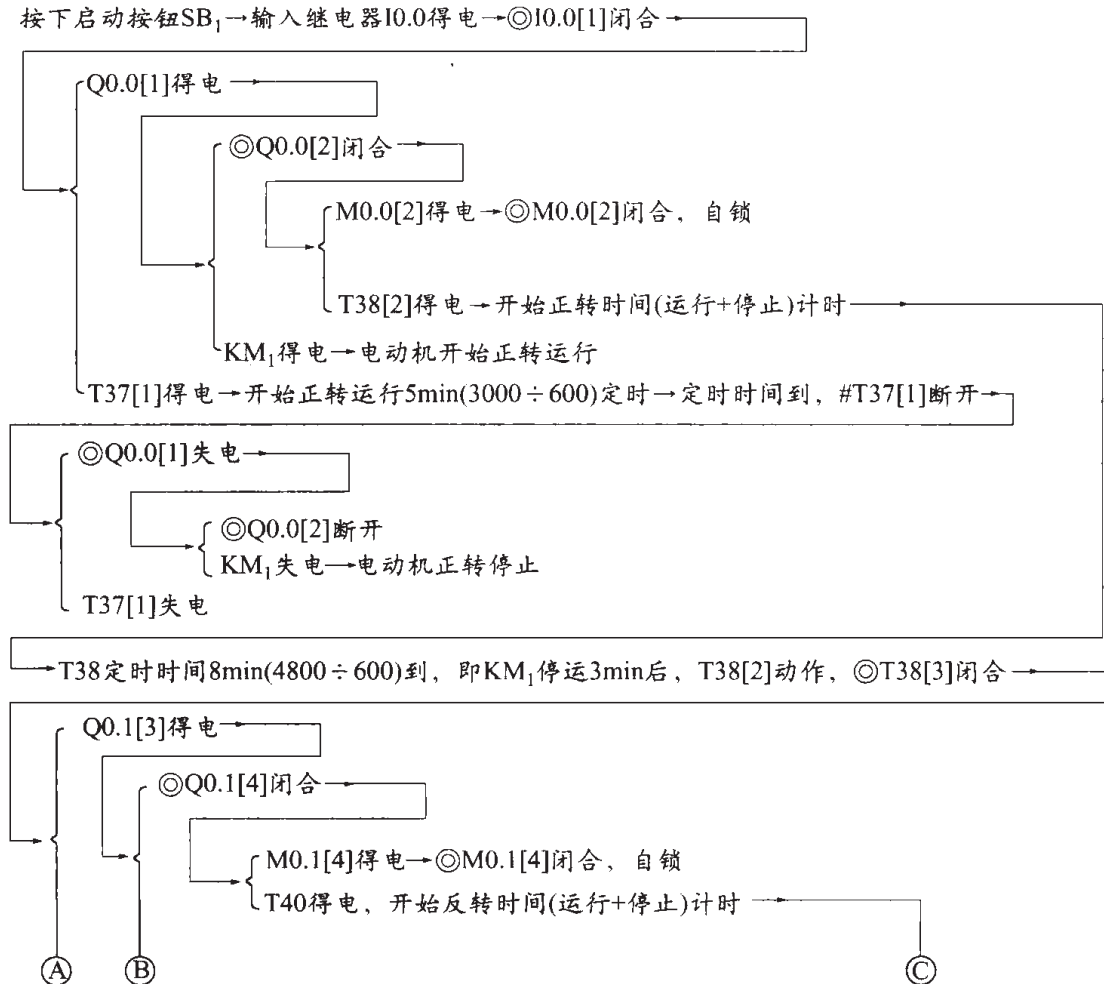 按下启动按钮SB₁→输入继电器I0.0得电→◎I0.0[1]闭合→
Q0.0[1]得电→
◎Q0.0[2]闭合→
M0.0[2]得电→◎M0.0[2]闭合，自锁
T38[2]得电→开始正转时间(运行+停止)计时→
KM₁得电→电动机开始正转运行
T37[1]得电→开始正转运行5min(3000÷600)定时→定时时间到，#T37[1]断开→
◎Q0.0[1]失电→
◎Q0.0[2]断开
KM₁失电→电动机正转停止
T37[1]失电
→T38定时时间8min(4800÷600)到，即KM₁停运3min后，T38[2]动作，◎T38[3]闭合→
Q0.1[3]得电→
◎Q0.1[4]闭合→
M0.1[4]得电→◎M0.1[4]闭合，自锁
T40得电，开始反转时间(运行+停止)计时→
Ⓐ Ⓑ Ⓒ